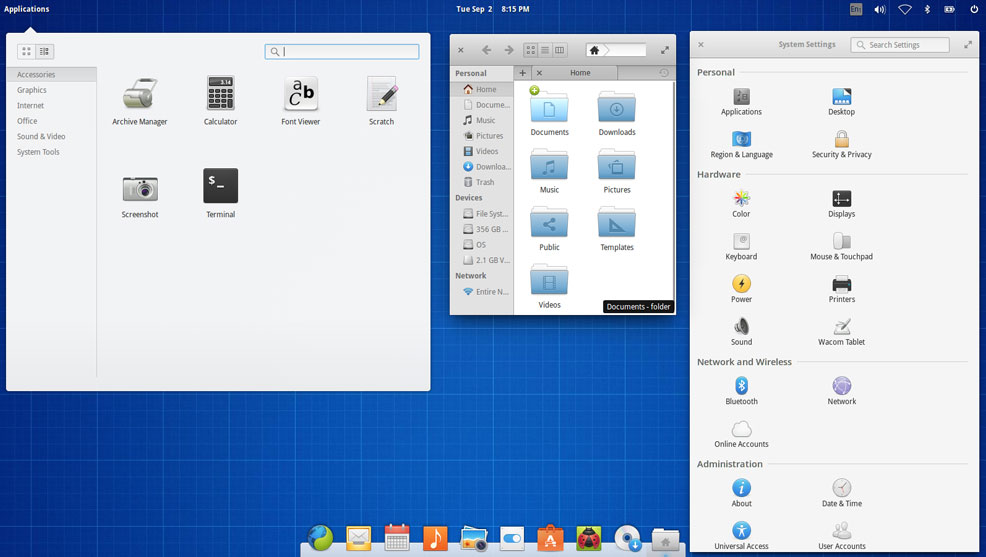 Applications
Tue Sep 2 8:15 PM
En
Accessories
Graphics
Internet
Office
Sound & Video
System Tools
Archive Manager
3.14
Calculator
a b
c
Font Viewer
Scratch
Screenshot
$_
Terminal
Personal
Home
Docume...
Music
Pictures
Videos
Downloa...
Trash
Devices
File Syst...
356 GB ...
OS
2.1 GB V...
Network
Entire N...
Home
Documents
Downloads
Music
Pictures
Public
Templates
Videos
Documents - folder
System Settings
Search Settings
Personal
Applications
Desktop
Region & Language
Security & Privacy
Hardware
Color
Displays
@
Keyboard
Mouse & Touchpad
Power
Printers
Sound
Wacom Tablet
Network and Wireless
Bluetooth
Network
Online Accounts
Administration
About
Date & Time
Universal Access
User Accounts